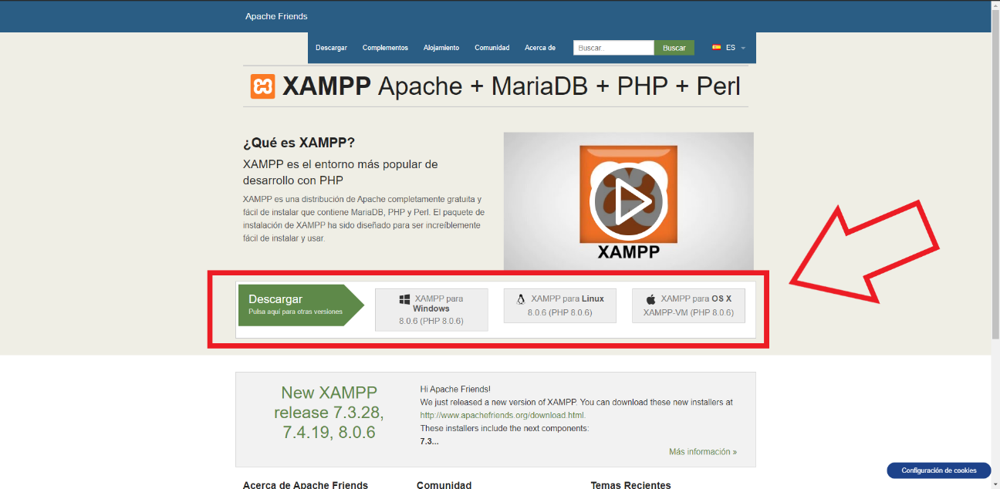 Apache Friends
Descargar Complementos Alojamiento Comunidad Acerca de Buscar.. Buscar ES
XAMPP Apache + MariaDB + PHP + Perl
¿Qué es XAMPP?
XAMPP es el entorno más popular de
desarrollo con PHP
XAMPP es una distribución de Apache completamente gratuita y
fácil de instalar que contiene MariaDB, PHP y Perl. El paquete de
instalación de XAMPP ha sido diseñado para ser increíblemente
fácil de instalar y usar.
XAMPP
Descargar
Pulsa aquí para otras versiones
XAMPP para
Windows
8.0.6 (PHP 8.0.6)
XAMPP para Linux
8.0.6 (PHP 8.0.6)
XAMPP para OS X
XAMPP-VM (PHP 8.0.6)
New XAMPP
release 7.3.28,
7.4.19, 8.0.6
Hi Apache Friends!
We just released a new version of XAMPP. You can download these new installers at
http://www.apachefriends.org/download.html.
These installers include the next components:
7.3...
Más información »
Configuración de cookies
Acerca de Apache Friends Comunidad Temas Recientes